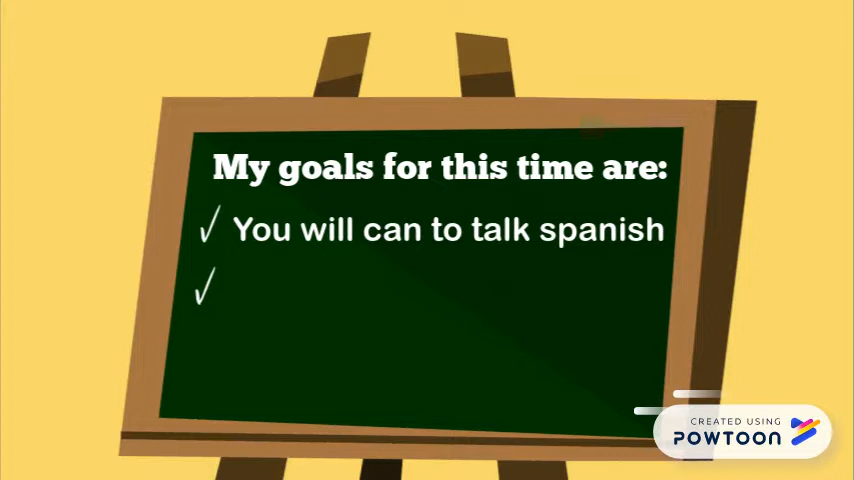 My goals for this time are:
✓ You will can to talk spanish
✓
CREATED USING
POWTOON